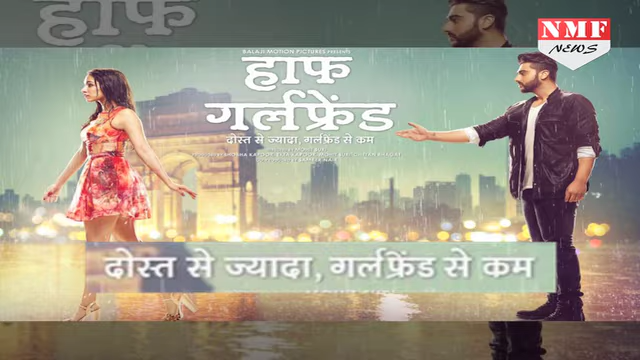 NMF
NEWS
BALAJI MOTION PICTURES
हाफ
गर्लफ्रेंड
दोस्त से ज्यादा, गर्लफ्रेंड से कम
दोस्त से ज्यादा, गर्लफ्रेंड से कम